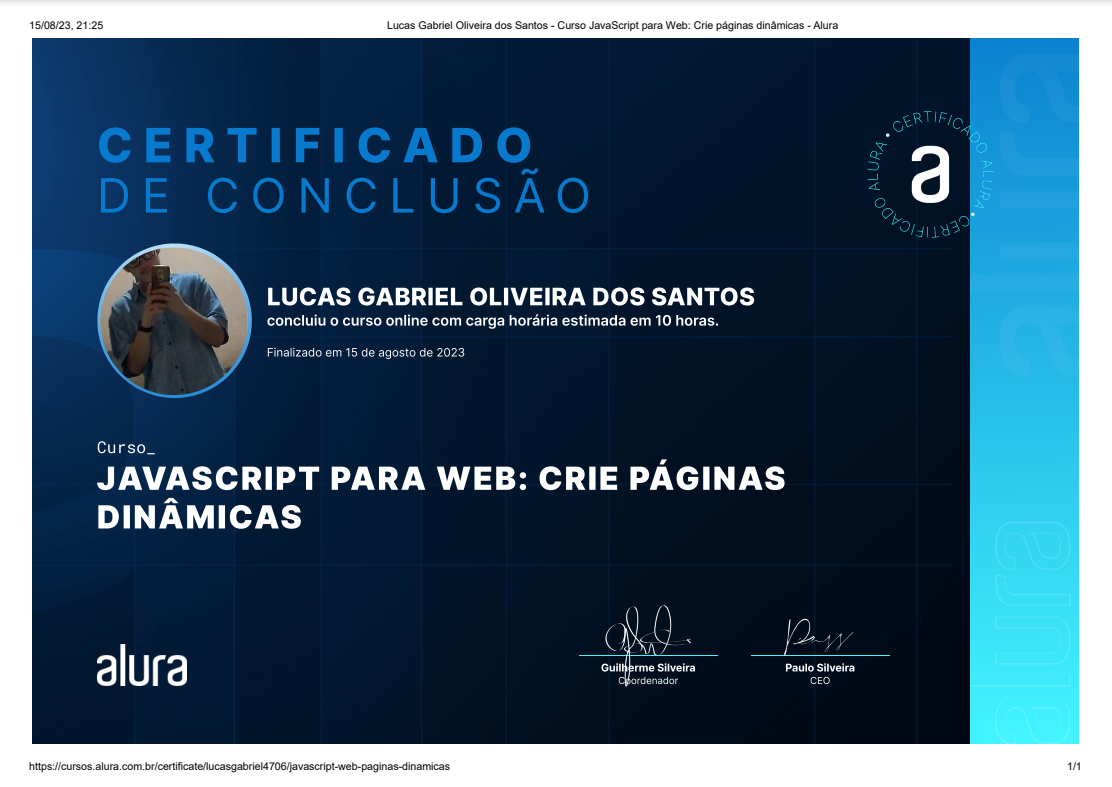 15/08/23, 21:25
Lucas Gabriel Oliveira dos Santos - Curso JavaScript para Web: Crie páginas dinâmicas - Alura
CERTIFICADO
DE CONCLUSÃO
CERTIFICADO ALURA • CERTIFICADO ALURA •
a
LUCAS GABRIEL OLIVEIRA DOS SANTOS
concluiu o curso online com carga horária estimada em 10 horas.
Finalizado em 15 de agosto de 2023
Curso_
JAVASCRIPT PARA WEB: CRIE PÁGINAS
DINÂMICAS
alura
Guilherme Silveira
Coordenador
Paulo Silveira
CEO
alura
alura
https://cursos.alura.com.br/certificate/lucasgabriel4706/javascript-web-paginas-dinamicas
1/1